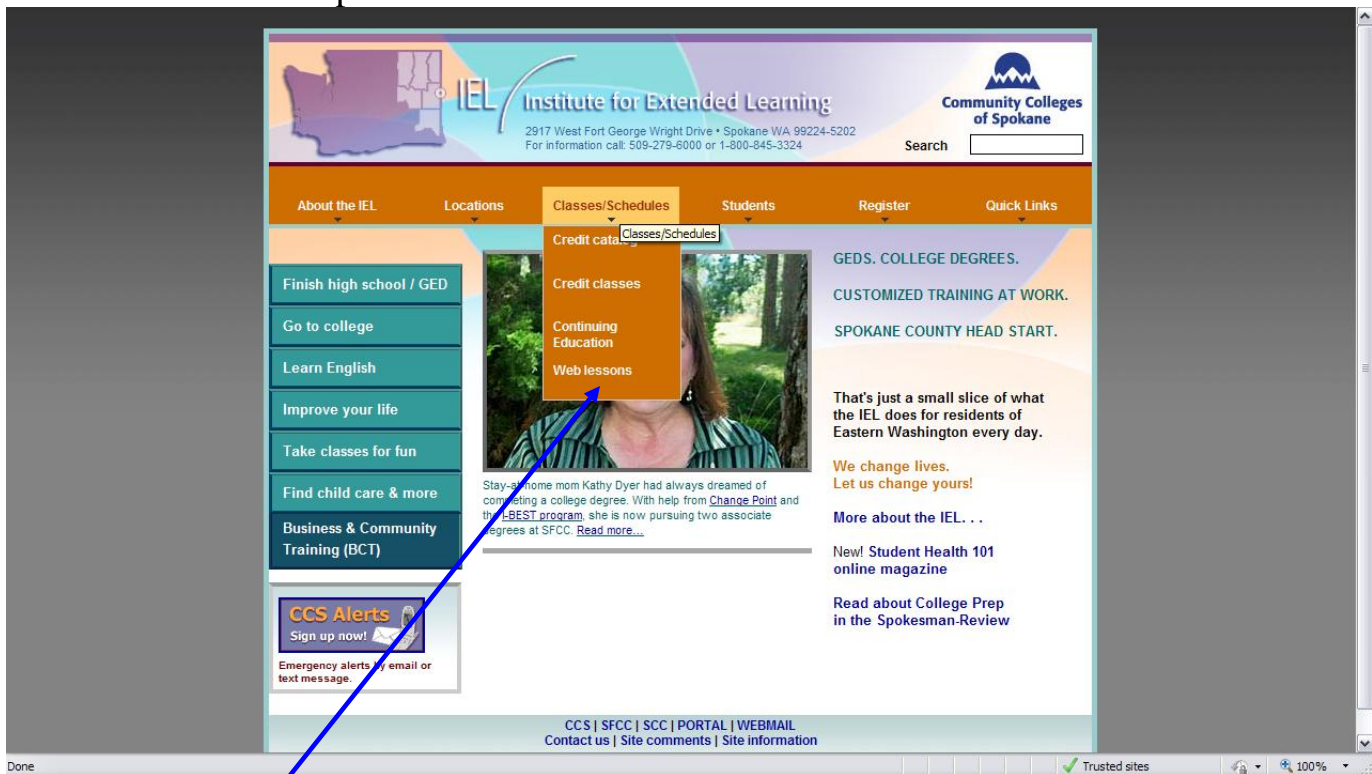 IEL
Institute for Extended Learning
2917 West Fort George Wright Drive • Spokane WA 99224-5202
For information call: 509-279-6000 or 1-800-845-3324
Community Colleges
of Spokane
Search
About the IEL
Locations
Classes/Schedules
Students
Register
Quick Links
Classes/Schedules
Credit
Credit classes
Continuing
Education
Web lessons
Finish high school / GED
Go to college
Learn English
Improve your life
Take classes for fun
Find child care & more
Business & Community
Training (BCT)
CCS Alerts
Sign up now!
Emergency alerts by email or
text message.
Stay-at-home mom Kathy Dyer had always dreamed of
completing a college degree. With help from Change Point and
the I-BEST program, she is now pursuing two associate
degrees at SFCC. Read more...
GEDS. COLLEGE DEGREES.
CUSTOMIZED TRAINING AT WORK.
SPOKANE COUNTY HEAD START.
That's just a small slice of what
the IEL does for residents of
Eastern Washington every day.
We change lives.
Let us change yours!
More about the IEL. . .
New! Student Health 101
online magazine
Read about College Prep
in the Spokesman-Review
CCS | SFCC | SCC | PORTAL | WEBMAIL
Contact us | Site comments | Site information
Done
Trusted sites
100%